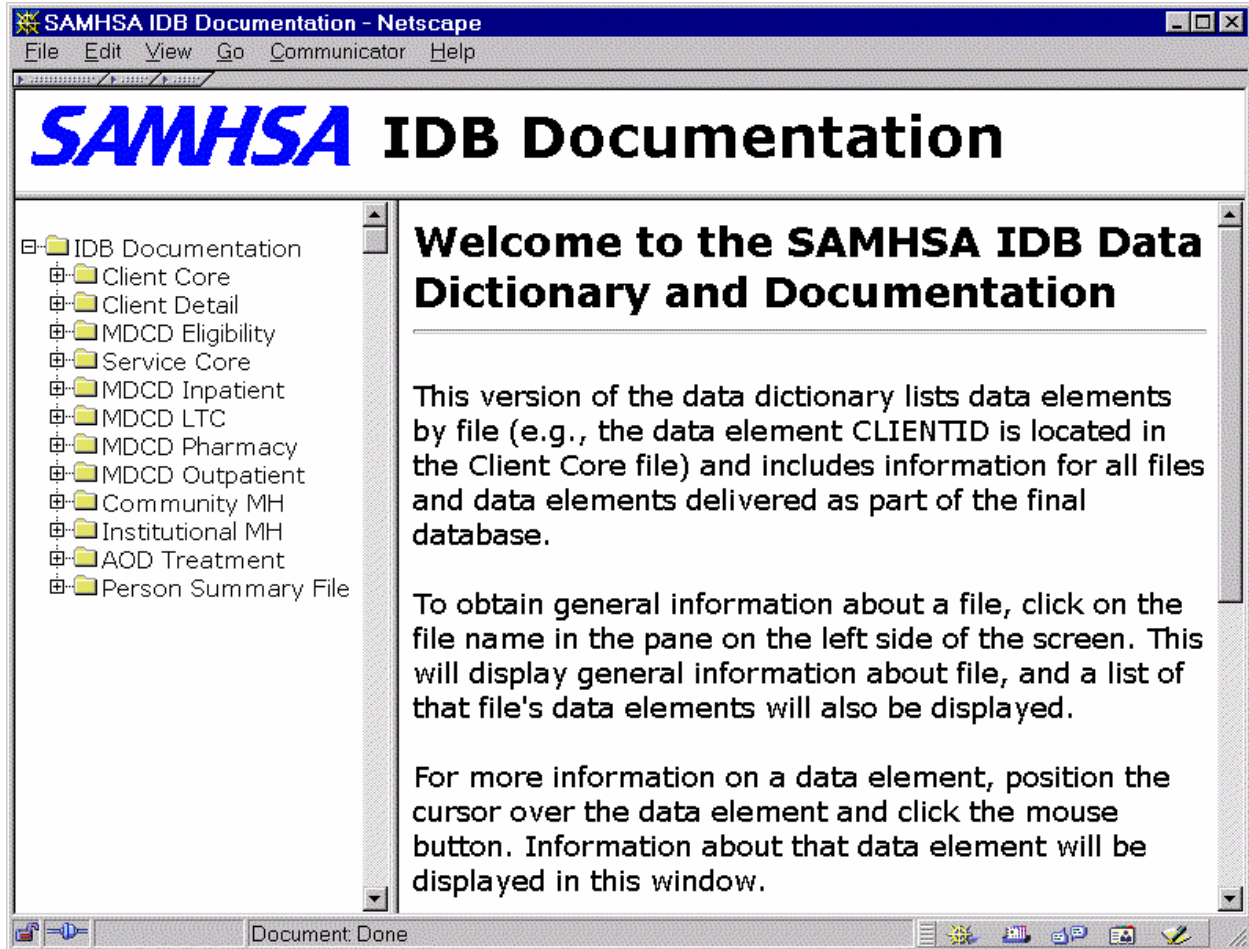 SAMHSA IDB Documentation - Netscape
File Edit View Go Communicator Help
SAMHSA IDB Documentation
IDB Documentation
Client Core
Client Detail
MDCD Eligibility
Service Core
MDCD Inpatient
MDCD LTC
MDCD Pharmacy
MDCD Outpatient
Community MH
Institutional MH
AOD Treatment
Person Summary File
Welcome to the SAMHSA IDB Data
Dictionary and Documentation
This version of the data dictionary lists data elements
by file (e.g., the data element CLIENTID is located in
the Client Core file) and includes information for all files
and data elements delivered as part of the final
database.
To obtain general information about a file, click on the
file name in the pane on the left side of the screen. This
will display general information about file, and a list of
that file's data elements will also be displayed.
For more information on a data element, position the
cursor over the data element and click the mouse
button. Information about that data element will be
displayed in this window.
Document: Done